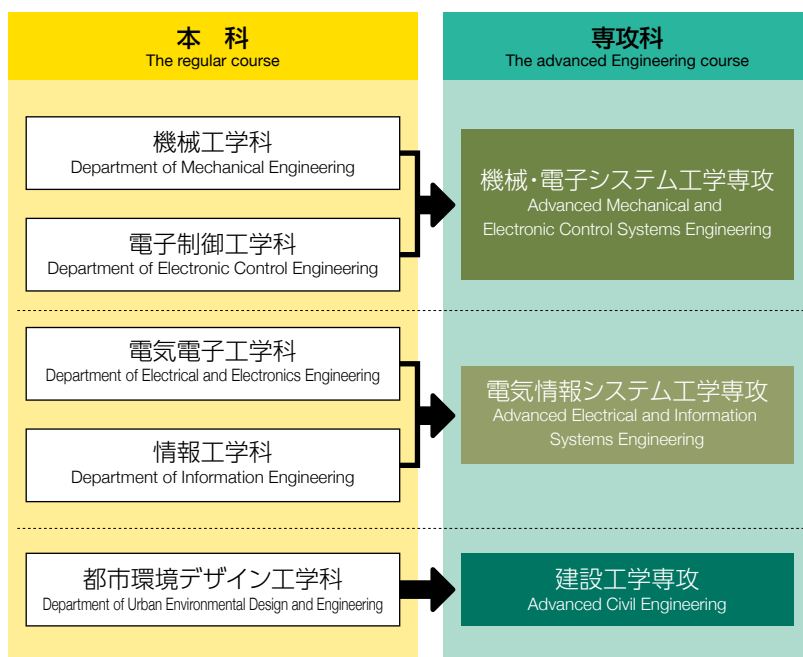 本　科
The regular course
専攻科
The advanced Engineering course
機械工学科
Department of Mechanical Engineering
電子制御工学科
Department of Electronic Control Engineering
機械・電子システム工学専攻
Advanced Mechanical and
Electronic Control Systems Engineering
電気電子工学科
Department of Electrical and Electronics Engineering
情報工学科
Department of Information Engineering
電気情報システム工学専攻
Advanced Electrical and Information
Systems Engineering
都市環境デザイン工学科
Department of Urban Environmental Design and Engineering
建設工学専攻
Advanced Civil Engineering